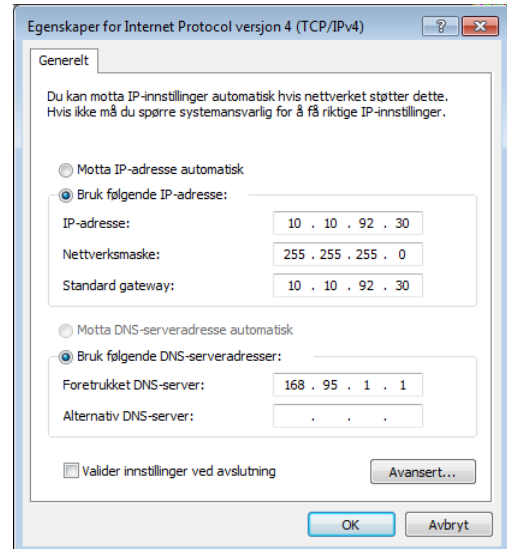 Egenskaper for Internet Protocol versjon 4 (TCP/IPv4)
Generelt
Du kan motta IP-innstillinger automatisk hvis nettverket støtter dette.
Hvis ikke må du spørre systemansvarlig for å få riktige IP-innstillinger.
Motta IP-adresse automatisk
Bruk følgende IP-adresse:
IP-adresse: 10 . 10 . 92 . 30
Nettverksmaske: 255 . 255 . 255 . 0
Standard gateway: 10 . 10 . 92 . 30
Motta DNS-serveradresse automatisk
Bruk følgende DNS-serveradresser:
Foretrukket DNS-server: 168 . 95 . 1 . 1
Alternativ DNS-server: . . .
Valider innstillinger ved avslutning
Avansert...
OK Avbryt